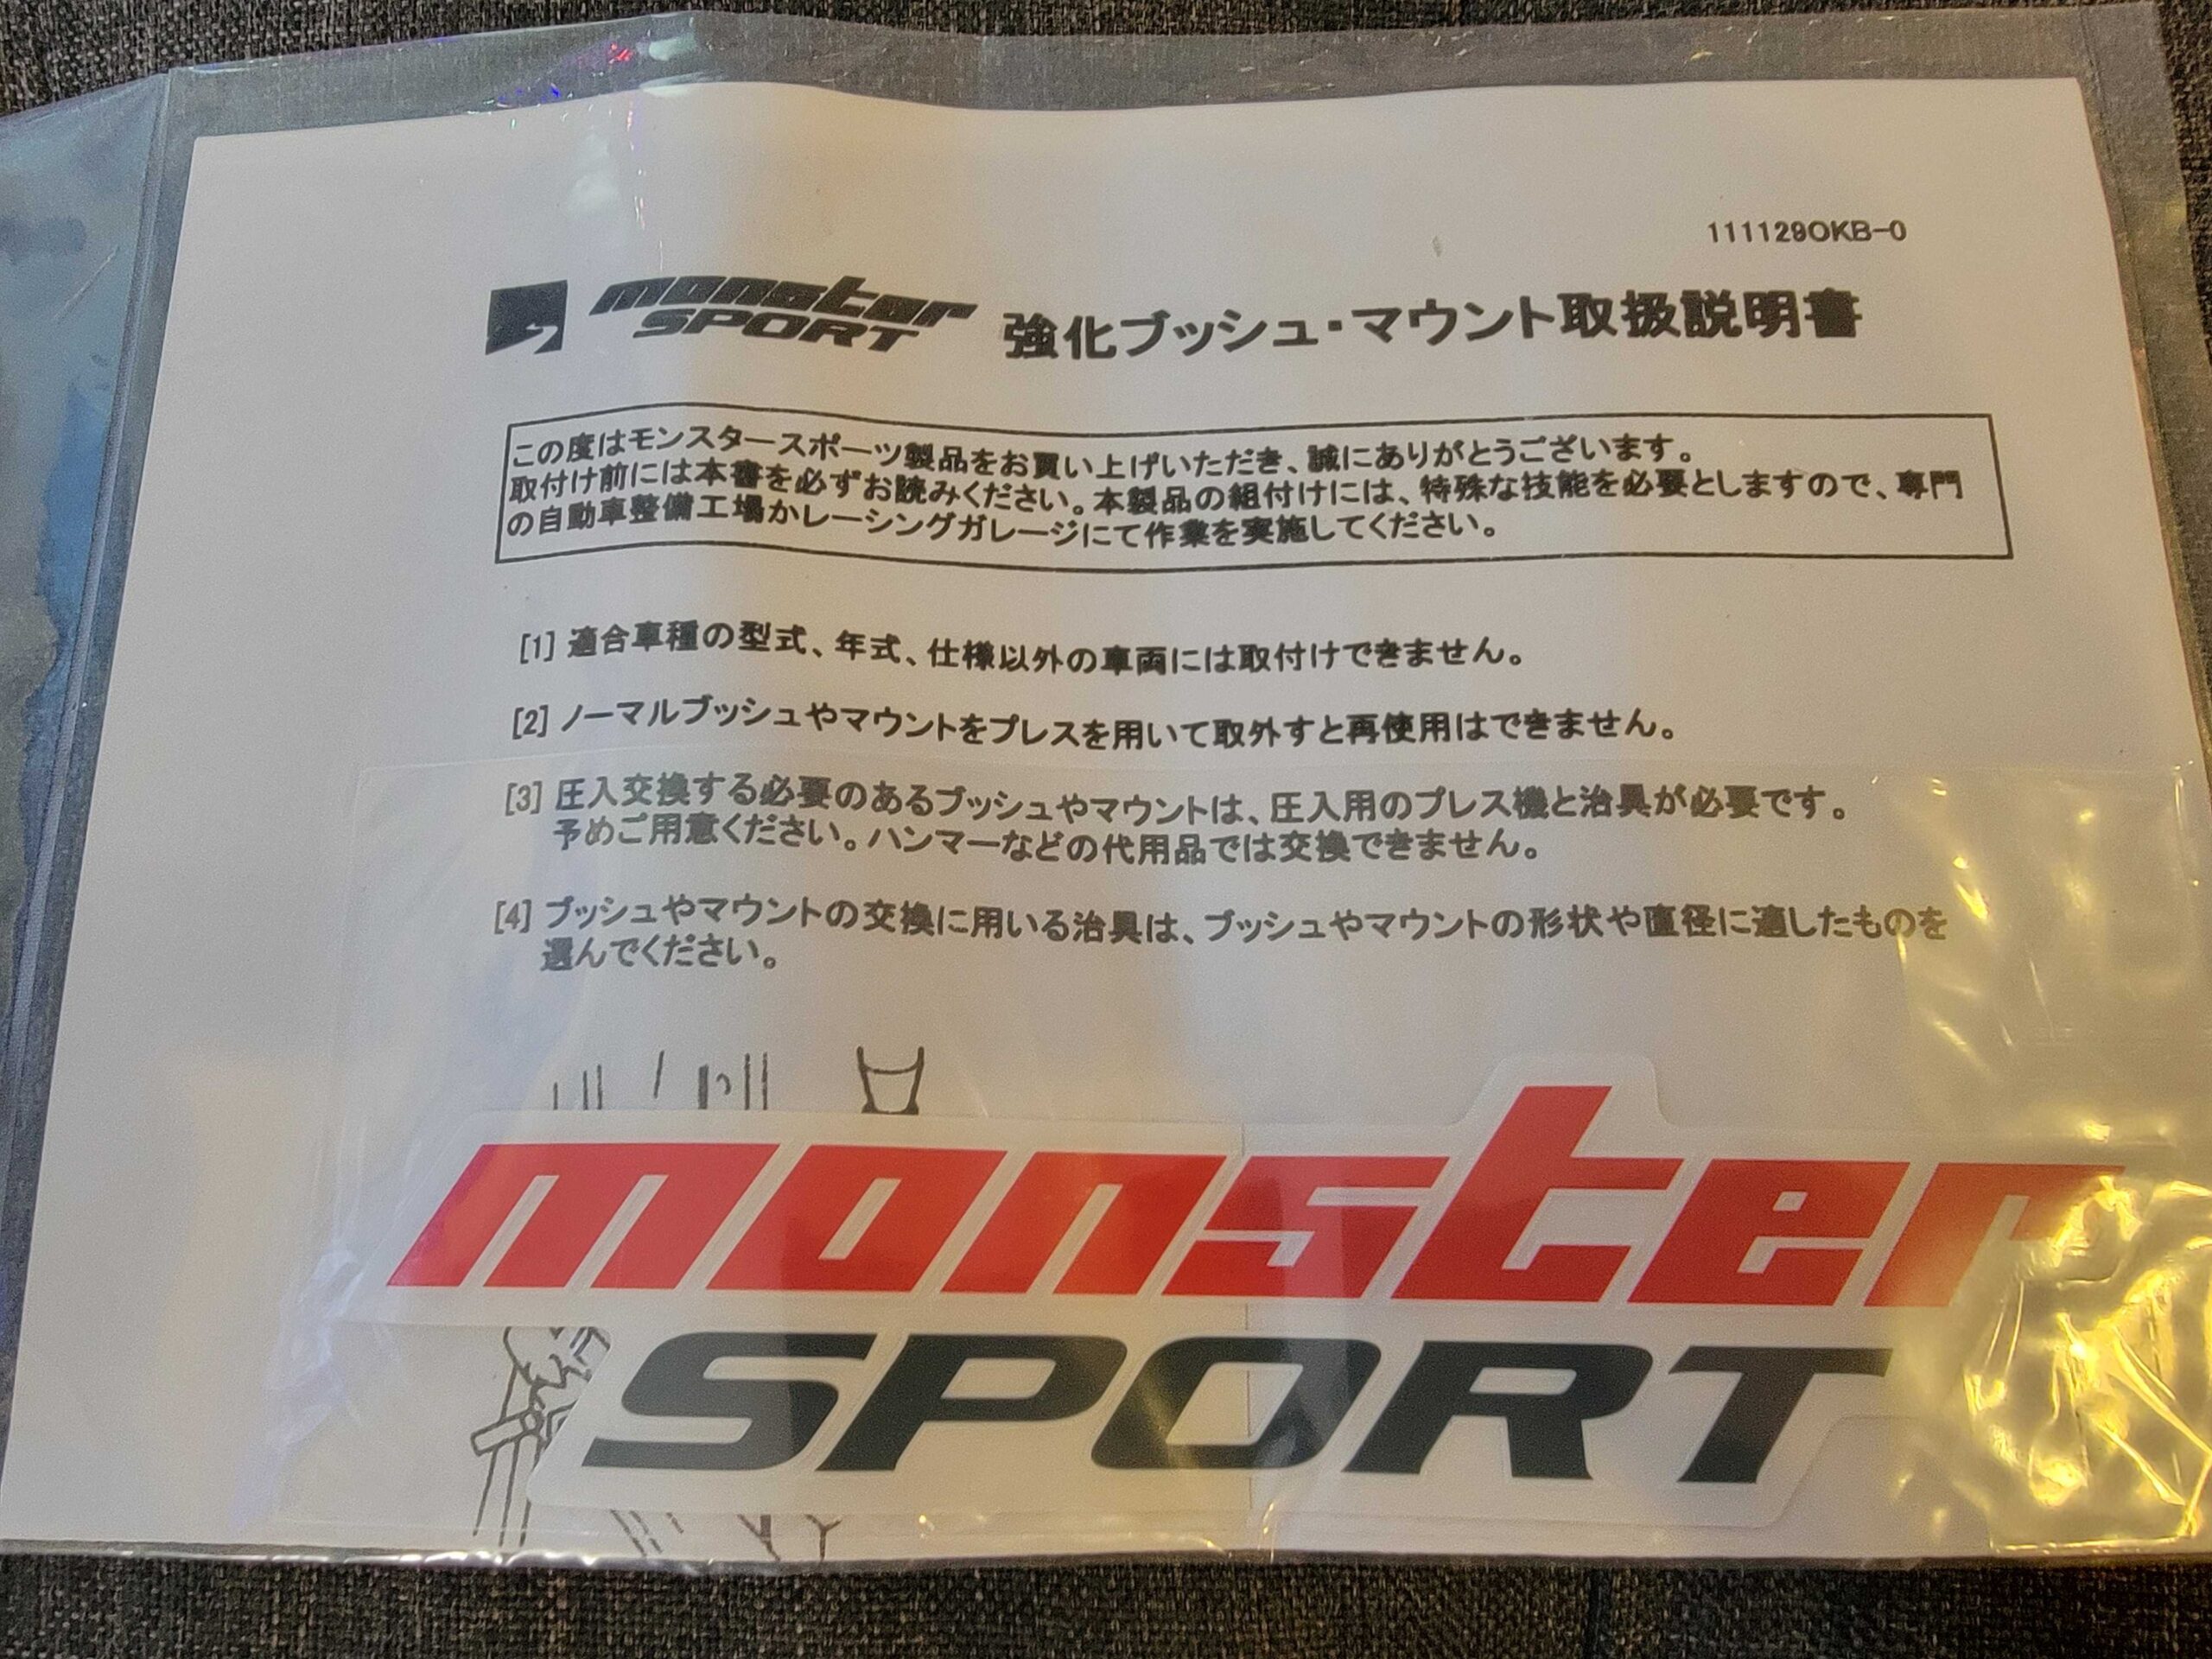 111129OKB-0
monster
SPORT
強化ブッシュ・マウント取扱説明書
この度はモンスタースポーツ製品をお買い上げいただき、誠にありがとうございます。
取付け前には本書を必ずお読みください。本製品の組付けには、特殊な技能を必要としますので、専門
の自動車整備工場かレーシングガレージにて作業を実施してください。
[1] 適合車種の型式、年式、仕様以外の車両には取付けできません。
[2] ノーマルブッシュやマウントをプレスを用いて取外すと再使用はできません。
[3] 圧入交換する必要のあるブッシュやマウントは、圧入用のプレス機と治具が必要です。
予めご用意ください。ハンマーなどの代用品では交換できません。
[4] ブッシュやマウントの交換に用いる治具は、ブッシュやマウントの形状や直径に適したものを
選んでください。
monster
SPORT